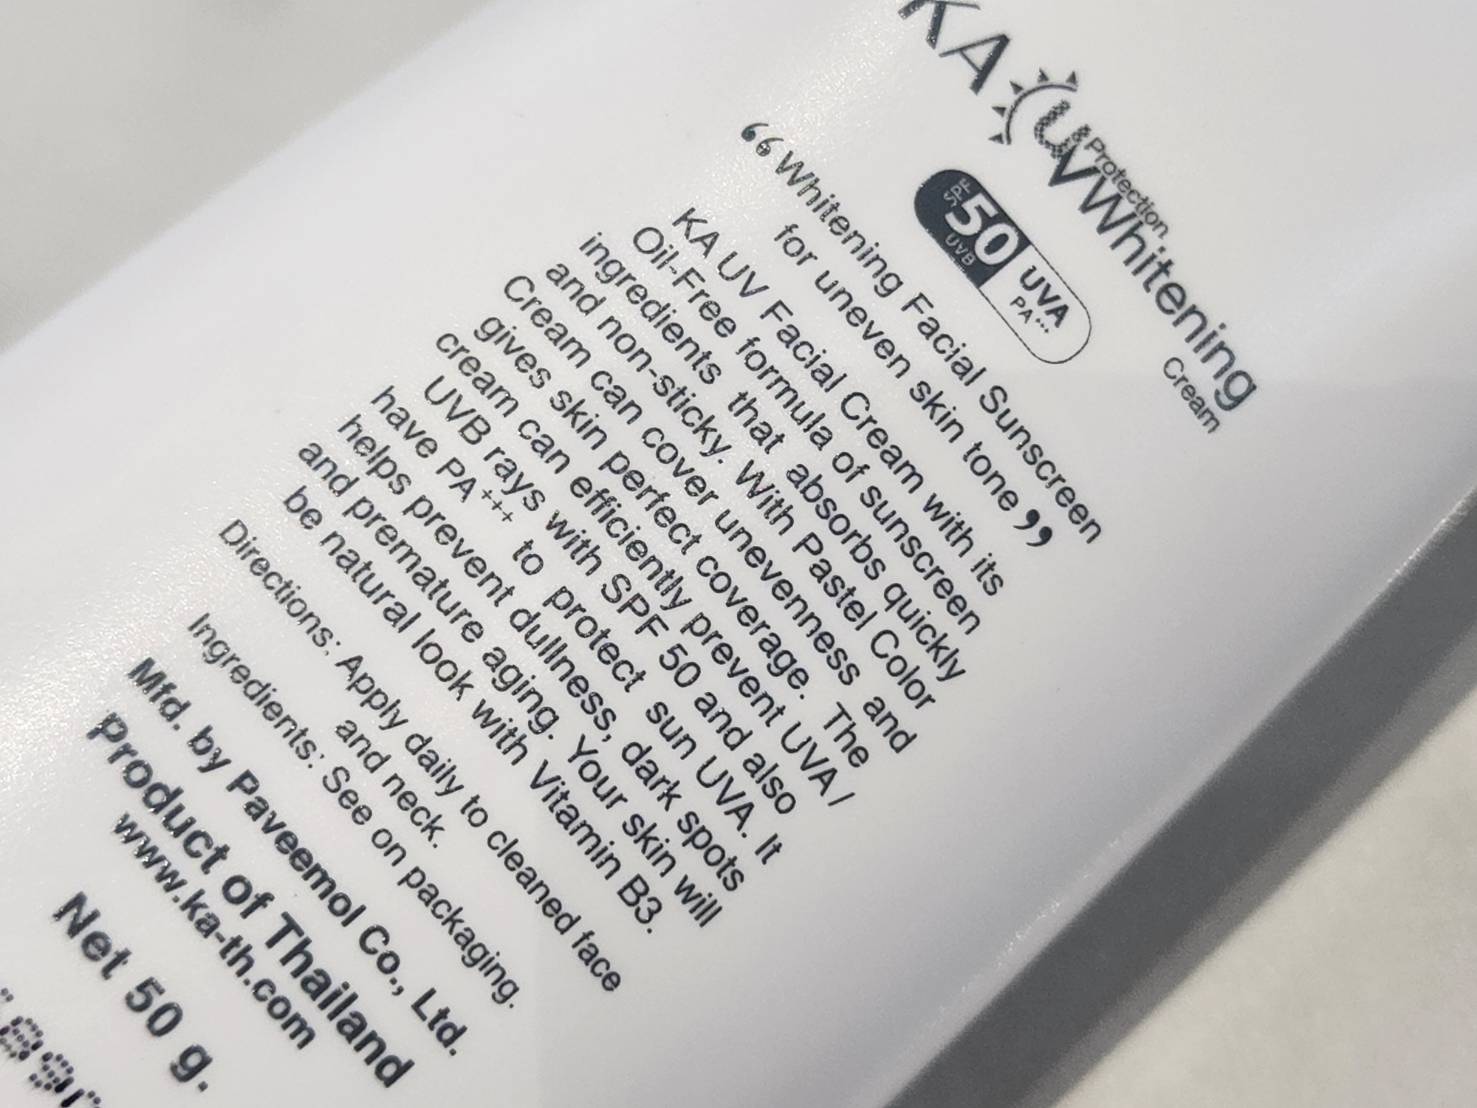 KA UV Protection Whitening
Cream
SPF 50 UVB UVA PA+++
“Whitening Facial Sunscreen
for uneven skin tone”
KA UV Facial Cream with its
Oil-Free formula of sunscreen
ingredients that absorbs quickly
and non-sticky. With Pastel Color
Cream can cover unevenness and
gives skin perfect coverage. The
cream can efficiently prevent UVA /
UVB rays with SPF 50 and also
have PA+++ to protect sun UVA. It
helps prevent dullness, dark spots
and premature aging. Your skin will
be natural look with Vitamin B3.
Directions: Apply daily to cleaned face
and neck.
Ingredients: See on packaging.
Mfd. by Paveemol Co., Ltd.
Product of Thailand
www.ka-th.com
Net 50 g.